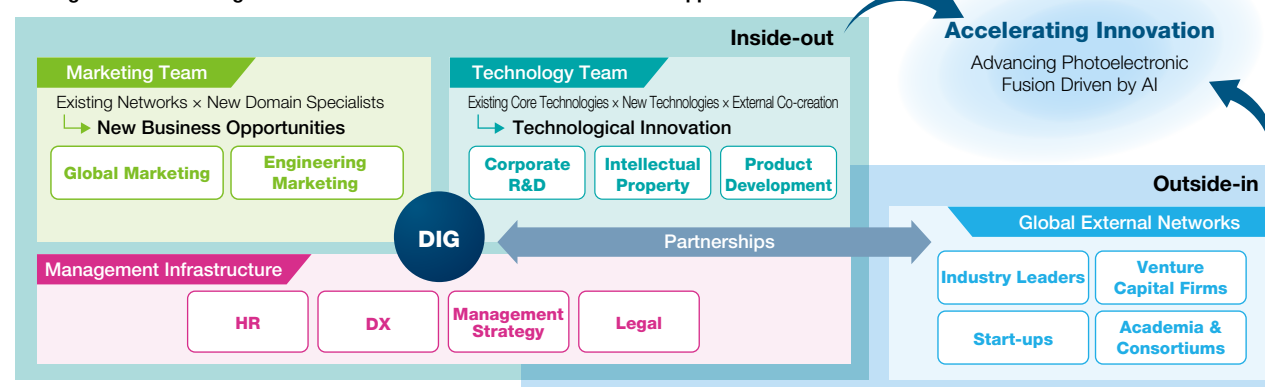 Inside-out
Marketing Team
Existing Networks × New Domain Specialists
New Business Opportunities
Global Marketing
Engineering
Marketing
Technology Team
Existing Core Technologies x New Technologies x External Co-creation
Technological Innovation
Corporate
R&D
Intellectual
Property
Product
Development
Accelerating Innovation
Advancing Photoelectronic
Fusion Driven by AI
DIG
Partnerships
Management Infrastructure
HR
DX
Management
Strategy
Legal
Outside-in
Global External Networks
Industry Leaders
Venture
Capital Firms
Start-ups
Academia &
Consortiums